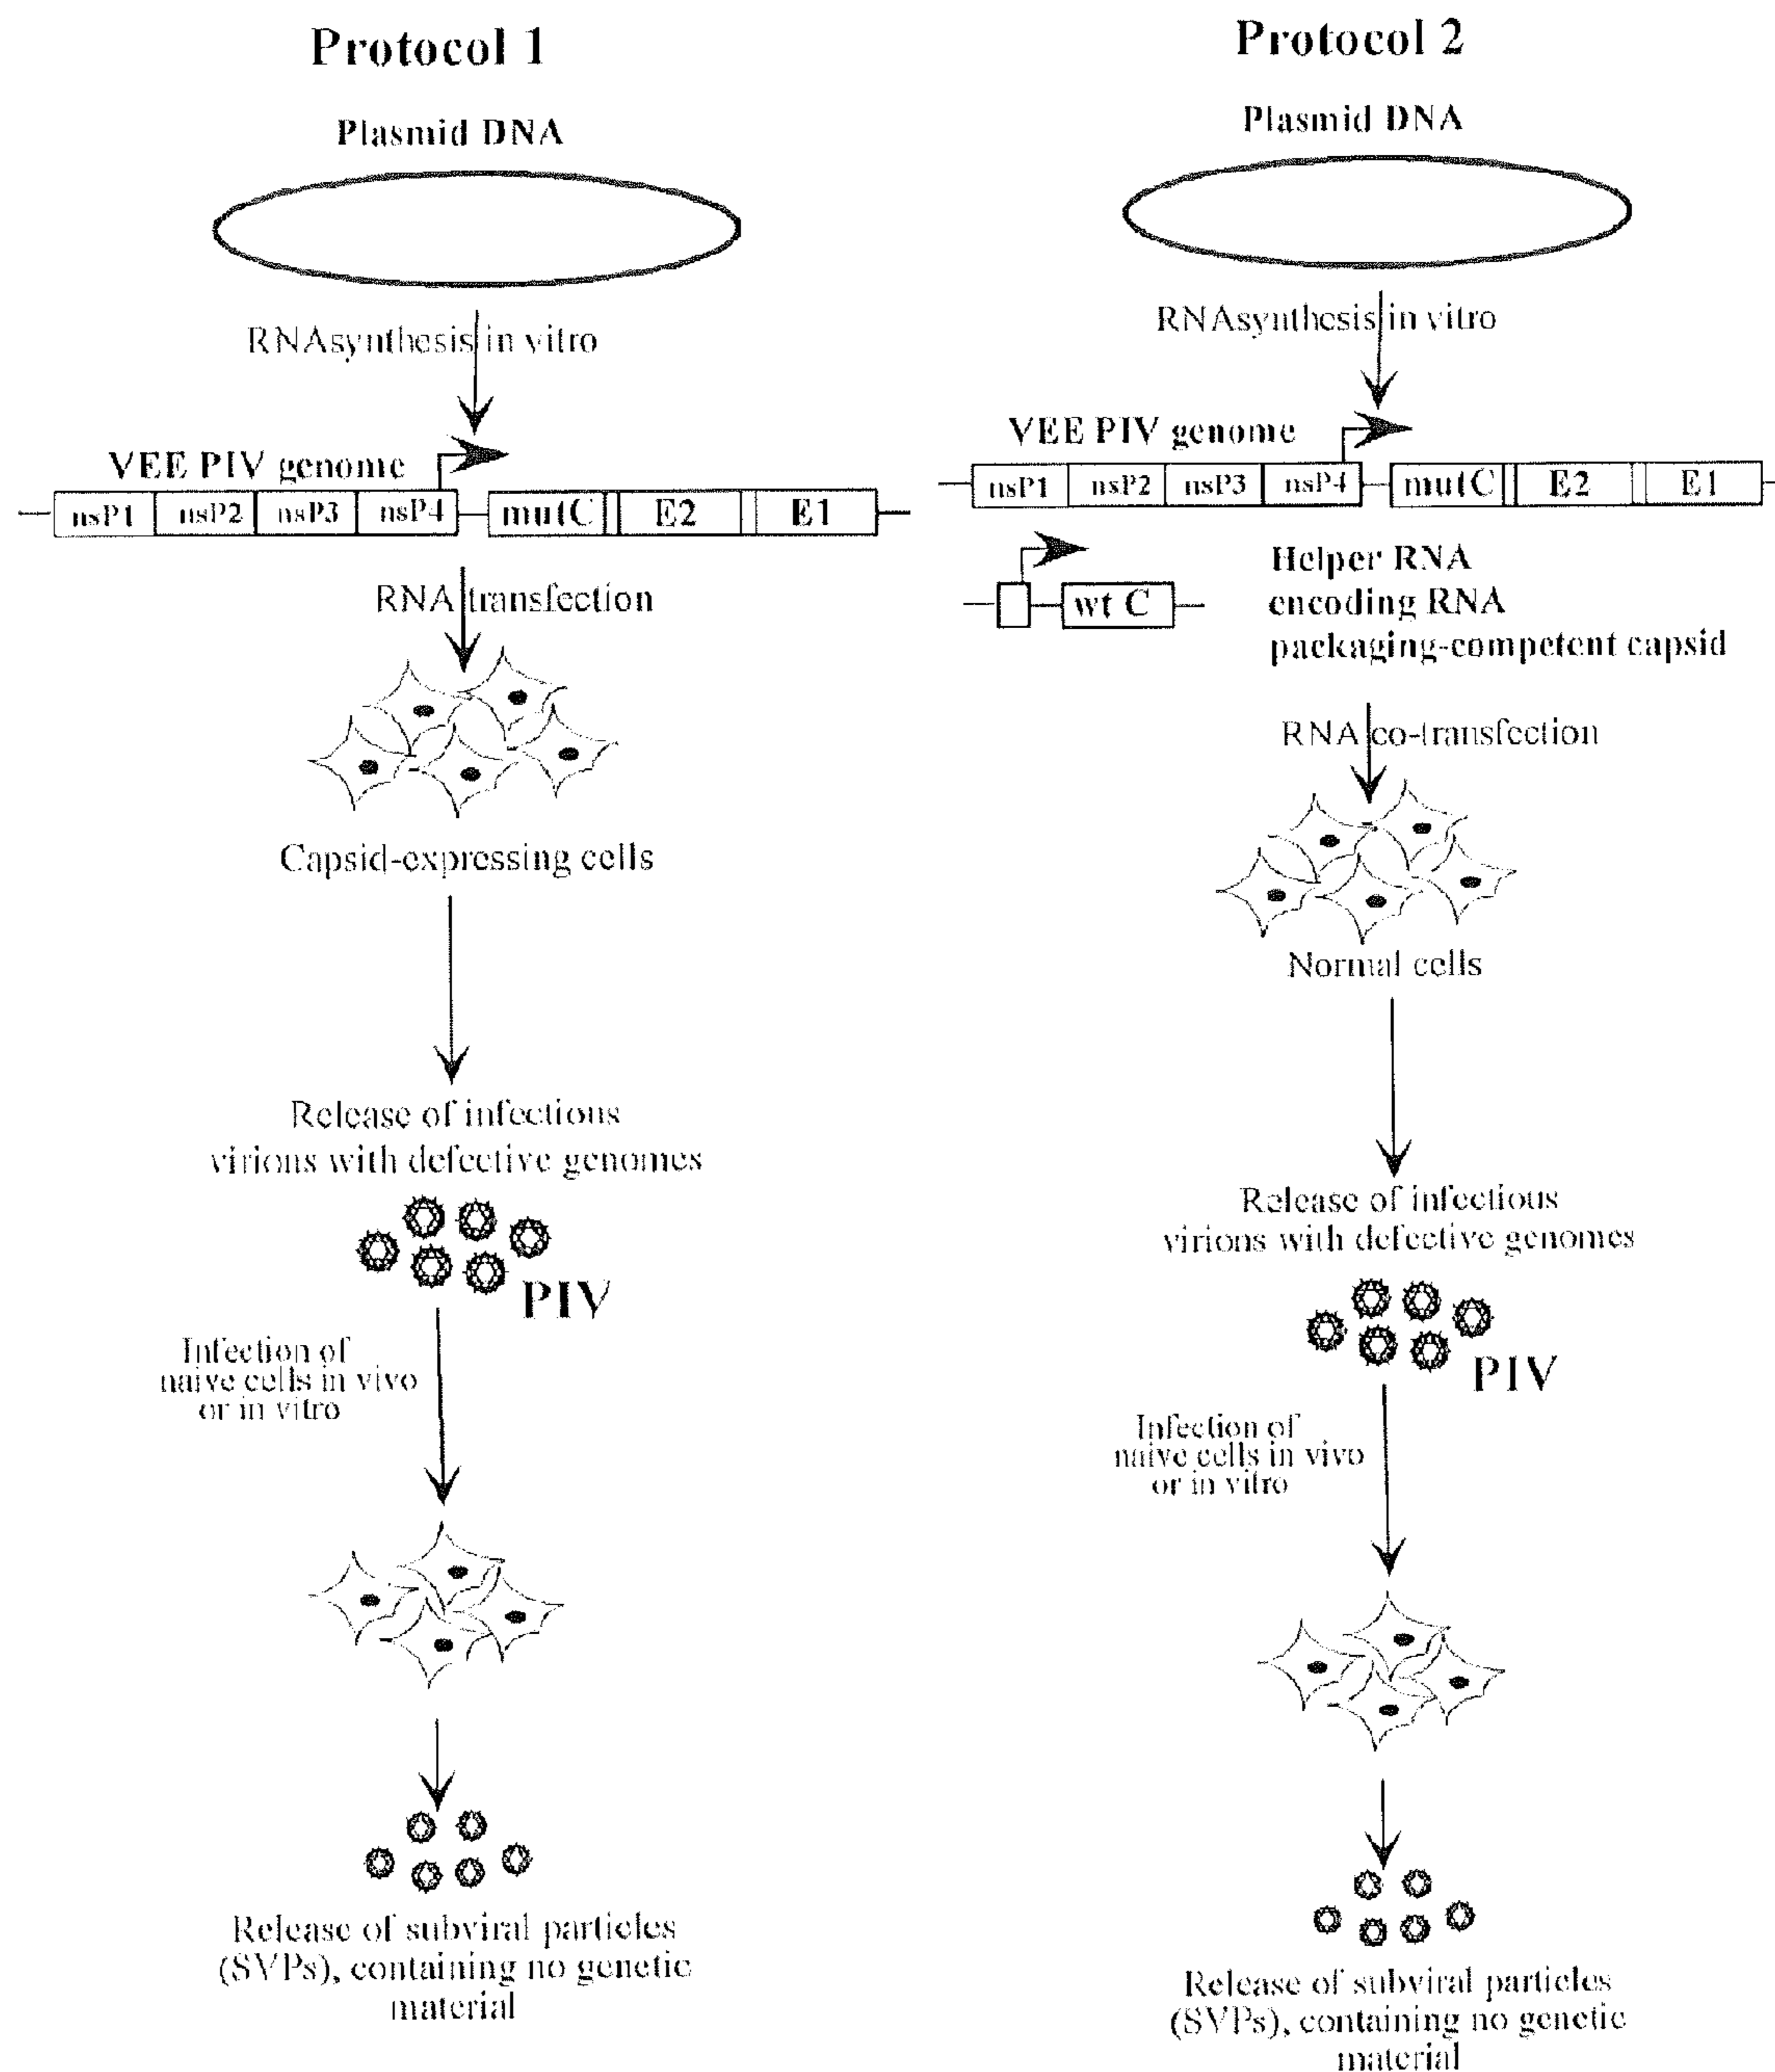 Protocol 1
Plasmid DNA
RNAsynthesis in vitro
VEE PIV genome
nsP1 nsP2 nsP3 nsP4 mutC E2 E1
RNA transfection
Capsid-expressing cells
Release of infectious
virions with defective genomes
PIV
Infection of
naive cells in vivo
or in vitro
Release of subviral particles
(SVPs), containing no genetic
material
Protocol 2
Plasmid DNA
RNAsynthesis in vitro
VEE PIV genome
nsP1 nsP2 nsP3 nsP4 mutC E2 E1
wt C
Helper RNA
encoding RNA
packaging-competent capsid
RNA co-transfection
Normal cells
Release of infectious
virions with defective genomes
PIV
Infection of
naive cells in vivo
or in vitro
Release of subviral particles
(SVPs), containing no genetic
material